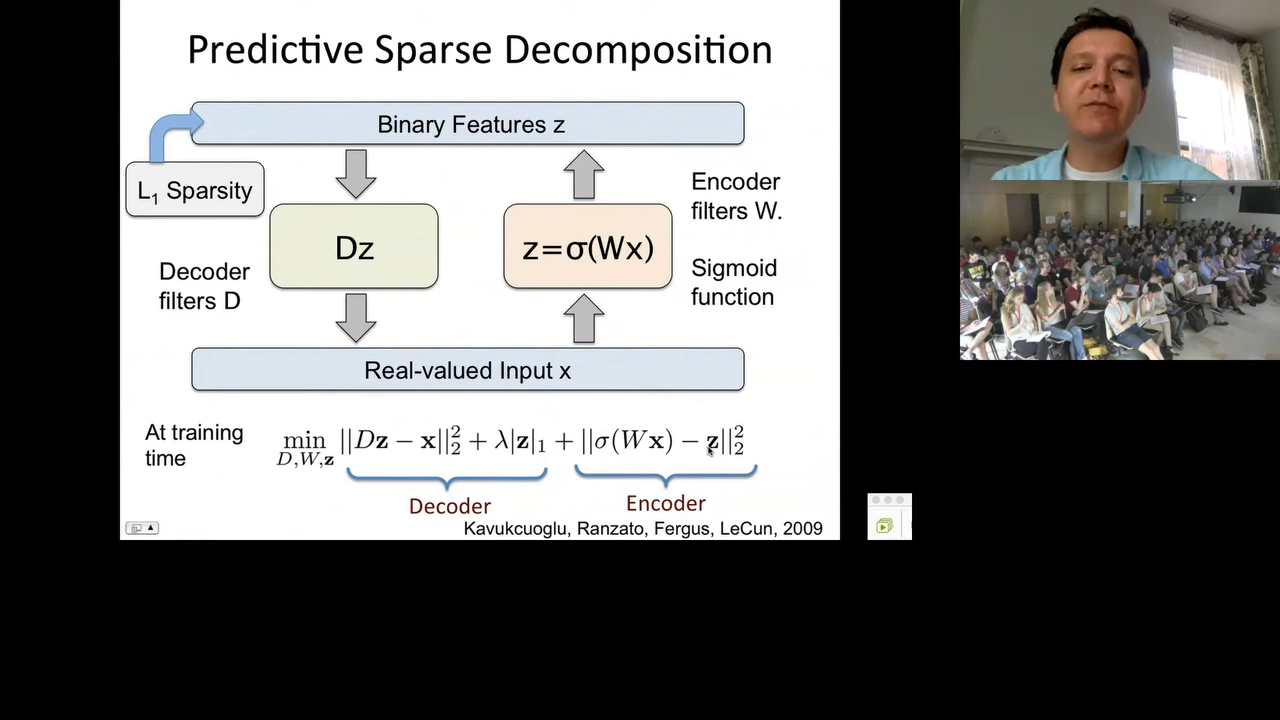 Predictive Sparse Decomposition
Binary Features z
L₁ Sparsity
Encoder
filters W.
Dz
z=σ(Wx)
Decoder
filters D
Sigmoid
function
Real-valued Input x
At training
time
min_{D,W,z} ||Dz − x||₂² + λ|z|₁ + ||σ(Wx) − z||₂²
Decoder
Encoder
Kavukcuoglu, Ranzato, Fergus, LeCun, 2009